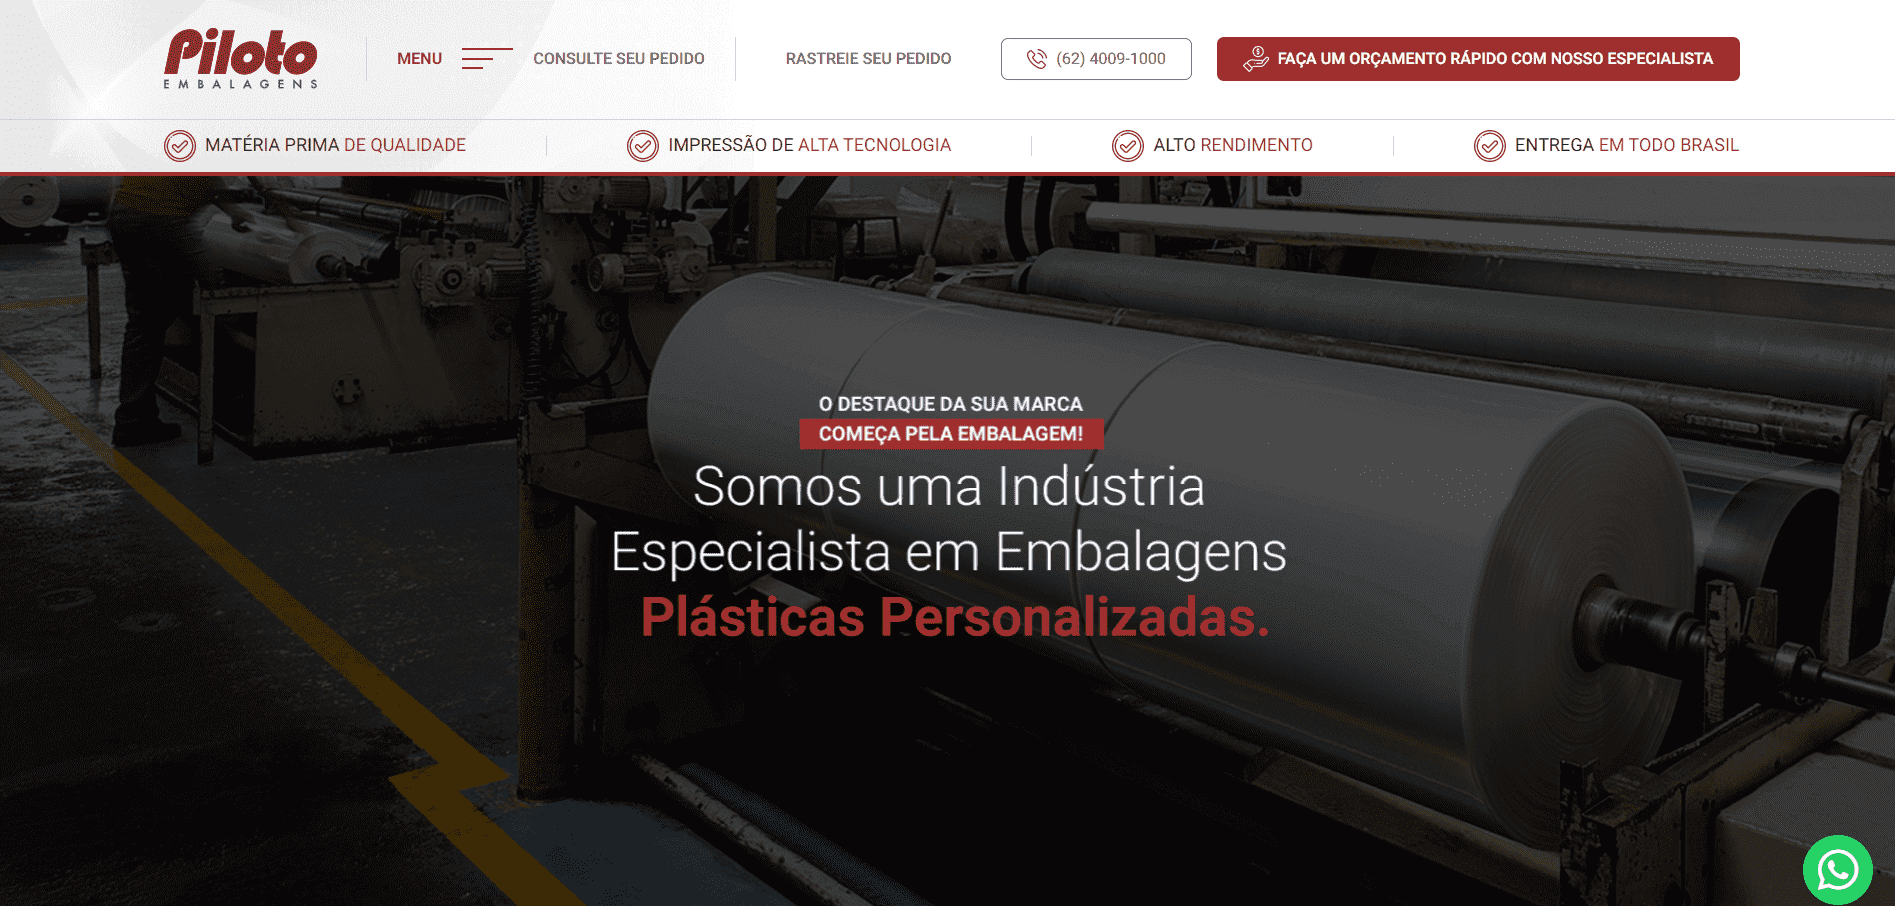 Piloto
EMBALAGENS
MENU
CONSULTE SEU PEDIDO
RASTREIE SEU PEDIDO
(62) 4009-1000
FAÇA UM ORÇAMENTO RÁPIDO COM NOSSO ESPECIALISTA
MATÉRIA PRIMA DE QUALIDADE
IMPRESSÃO DE ALTA TECNOLOGIA
ALTO RENDIMENTO
ENTREGA EM TODO BRASIL
O DESTAQUE DA SUA MARCA
COMEÇA PELA EMBALAGEM!
Somos uma Indústria
Especialista em Embalagens
Plásticas Personalizadas.